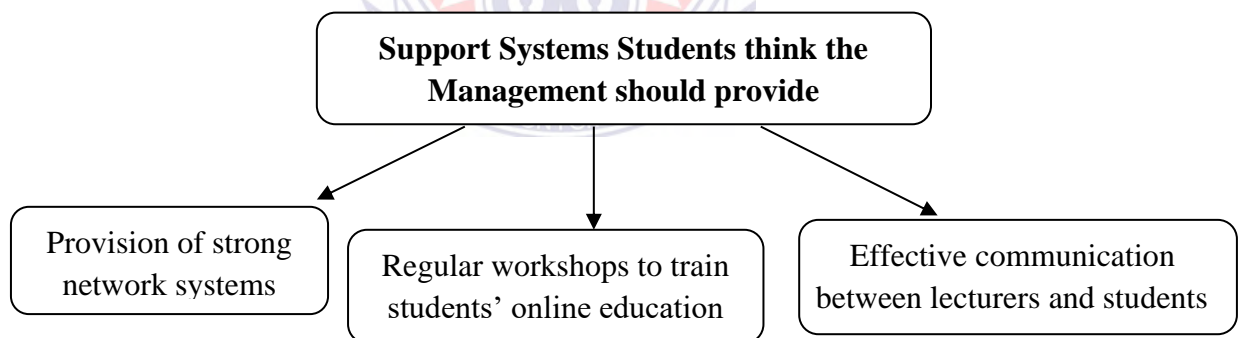 Support Systems Students think the
Management should provide
Provision of strong
network systems
Regular workshops to train
students’ online education
Effective communication
between lecturers and students